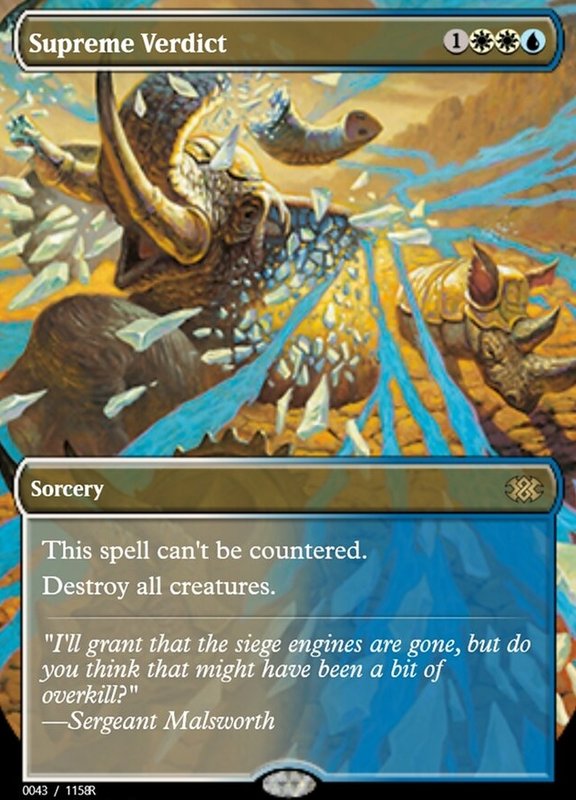 Supreme Verdict
1
Sorcery
This spell can't be countered.
Destroy all creatures.
"I'll grant that the siege engines are gone, but do
you think that might have been a bit of
overkill?"
—Sergeant Malsworth
0043 / 1158R